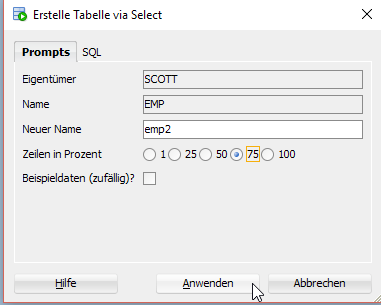 Erstelle Tabelle via Select
Prompts SQL
Eigentümer SCOTT
Name EMP
Neuer Name emp2
Zeilen in Prozent 1 25 50 75 100
Beispieldaten (zufällig)?
Hilfe Anwenden Abbrechen